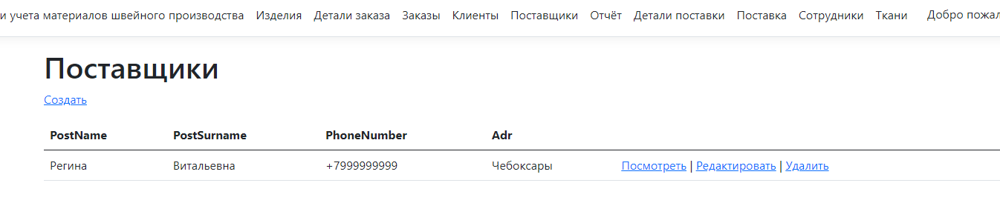 и учета материалов швейного производства Изделия Детали заказа Заказы Клиенты Поставщики Отчёт Детали поставки Поставка Сотрудники Ткани Добро пожал
Поставщики
Создать
PostName PostSurname PhoneNumber Adr
Регина Витальевна +7999999999 Чебоксары Посмотреть | Редактировать | Удалить